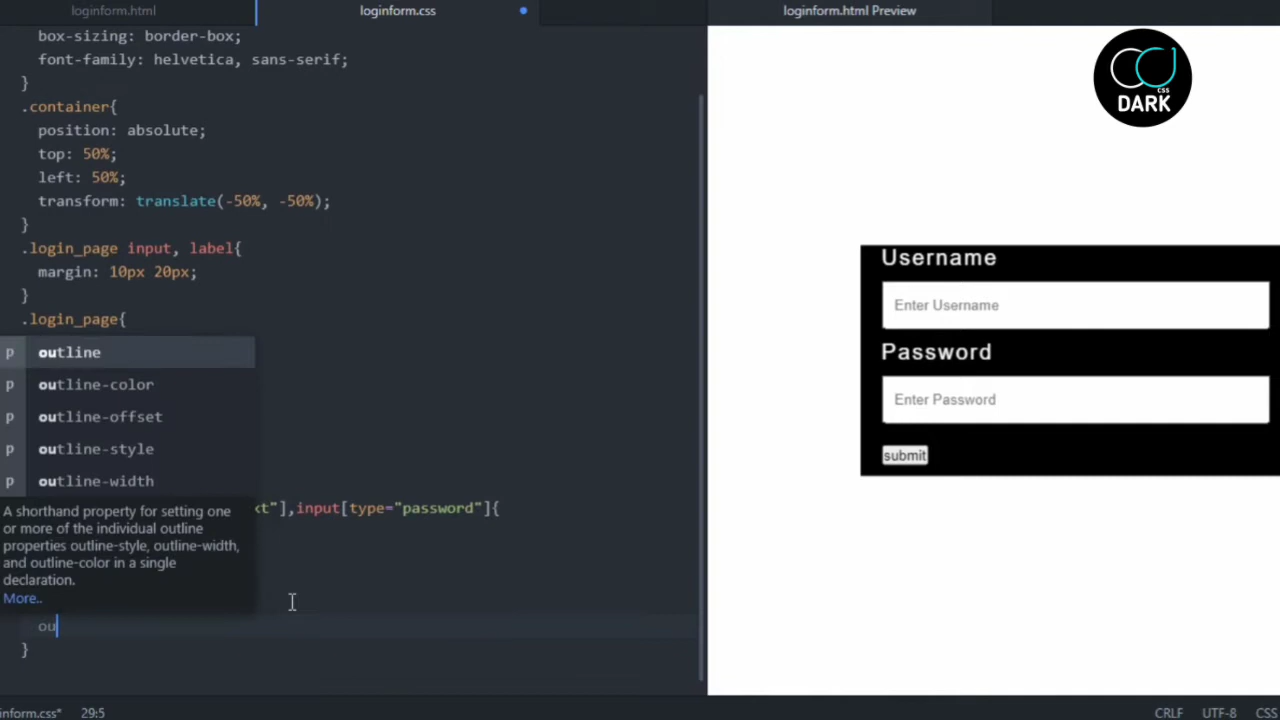 loginform.html
loginform.css
loginform.html Preview
box-sizing: border-box;
font-family: helvetica, sans-serif;
}
.container{
position: absolute;
top: 50%;
left: 50%;
transform: translate(-50%, -50%);
}
.login_page input, label{
margin: 10px 20px;
}
.login_page{
p outline
p outline-color
p outline-offset
p outline-style
p outline-width
A shorthand property for setting one
or more of the individual outline
properties outline-style, outline-width,
and outline-color in a single
declaration.
More..
xt"],input[type="password"]{
ou
}
inform.css* 29:5
CRLF UTF-8 CSS
css
DARK
Username
Enter Username
Password
Enter Password
submit